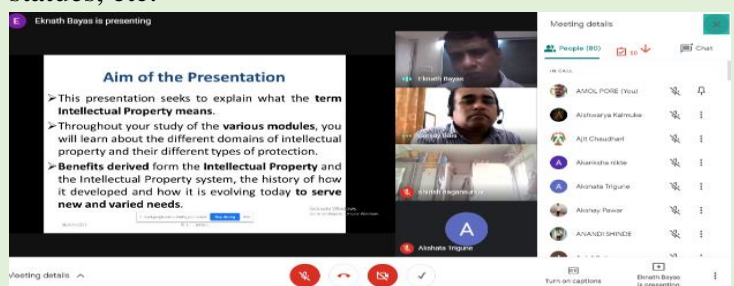 statues, etc.
E Eknath Bayas is presenting
Aim of the Presentation
➢This presentation seeks to explain what the term
Intellectual Property means.
➢Throughout your study of the various modules, you
will learn about the different domains of intellectual
property and their different types of protection.
➢Benefits derived form the Intellectual Property and
the Intellectual Property system, the history of how
it developed and how it is evolving today to serve
new and varied needs.
Eknath Bayas
A
Akshata Trigune
Meeting details
People (80)
Chat
IN CALL
AMOL PORE (You)
Aishwarya Kalmuke
Ajit Chaudhari
A Akanksha nikte
A Akshata Trigune
Akshay Pawar
ANANDI SHINDE
Meeting details
Turn on captions
Eknath Bayas
is presenting